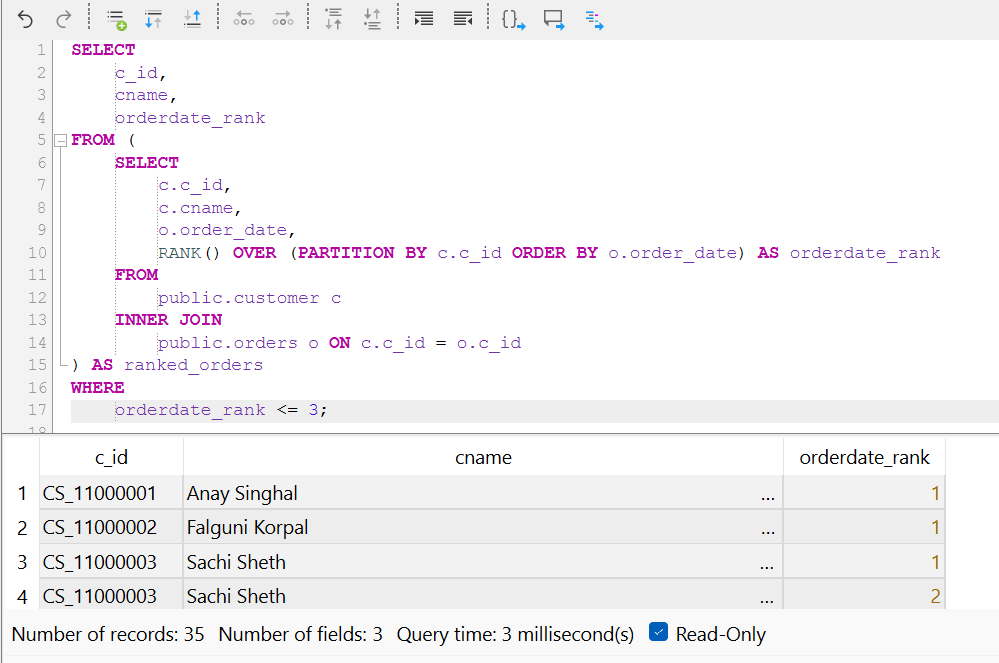 1 SELECT
2 c_id,
3 cname,
4 orderdate_rank
5 FROM (
6 SELECT
7 c.c_id,
8 c.cname,
9 o.order_date,
10 RANK() OVER (PARTITION BY c.c_id ORDER BY o.order_date) AS orderdate_rank
11 FROM
12 public.customer c
13 INNER JOIN
14 public.orders o ON c.c_id = o.c_id
15 ) AS ranked_orders
16 WHERE
17 orderdate_rank <= 3;
18
c_id cname orderdate_rank
1 CS_11000001 Anay Singhal ... 1
2 CS_11000002 Falguni Korpal ... 1
3 CS_11000003 Sachi Sheth ... 1
4 CS_11000003 Sachi Sheth ... 2
Number of records: 35 Number of fields: 3 Query time: 3 millisecond(s) Read-Only